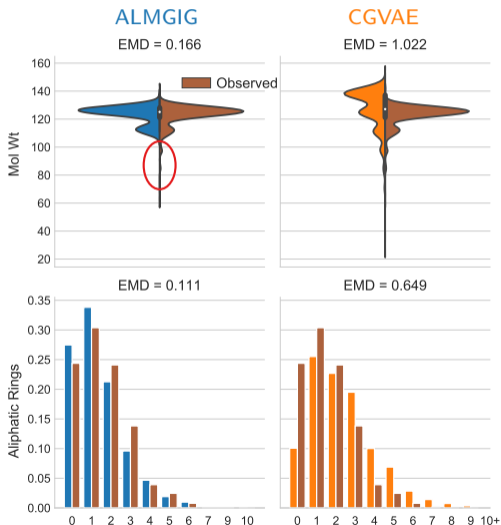 ALMGIG CGVAE
EMD = 0.166 EMD = 1.022
Observed
Mol Wt
160
140
120
100
80
60
40
20
EMD = 0.111 EMD = 0.649
Aliphatic Rings
0.35
0.30
0.25
0.20
0.15
0.10
0.05
0.00
0 1 2 3 4 5 6 7 9 10 0 1 2 3 4 5 6 7 8 9 10+